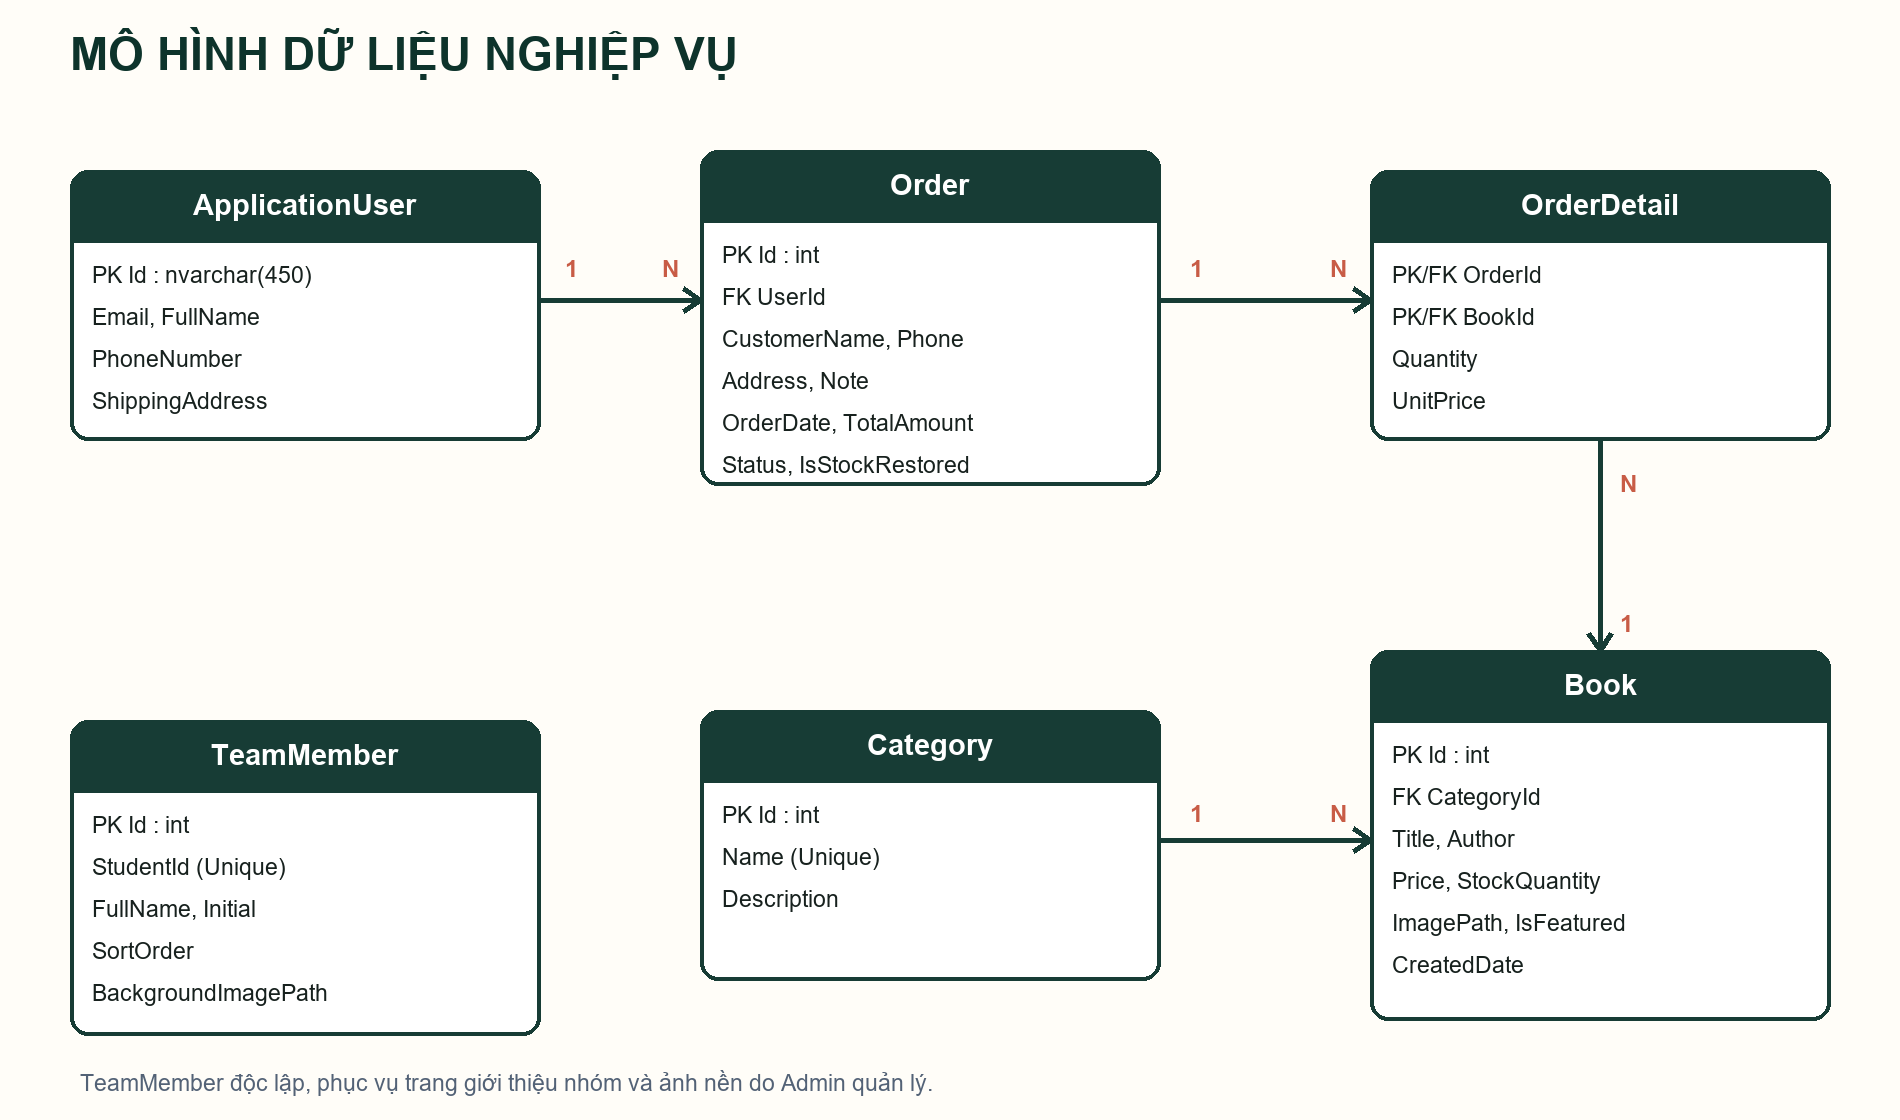 MÔ HÌNH DỮ LIỆU NGHIỆP VỤ
ApplicationUser
PK Id : nvarchar(450)
Email, FullName
PhoneNumber
ShippingAddress
1
N
Order
PK Id : int
FK UserId
CustomerName, Phone
Address, Note
OrderDate, TotalAmount
Status, IsStockRestored
1
N
OrderDetail
PK/FK OrderId
PK/FK BookId
Quantity
UnitPrice
N
1
TeamMember
PK Id : int
StudentId (Unique)
FullName, Initial
SortOrder
BackgroundImagePath
Category
PK Id : int
Name (Unique)
Description
1
N
Book
PK Id : int
FK CategoryId
Title, Author
Price, StockQuantity
ImagePath, IsFeatured
CreatedDate
TeamMember độc lập, phục vụ trang giới thiệu nhóm và ảnh nền do Admin quản lý.